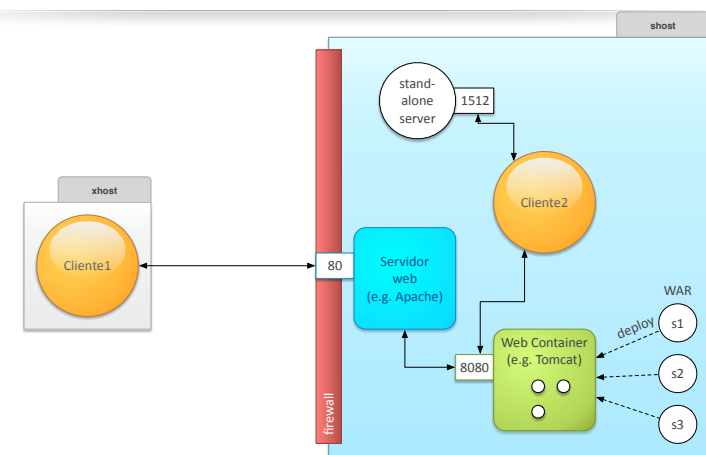 shost
stand-
alone
server
1512
xhost
Cliente1
Cliente2
80
Servidor
web
(e.g. Apache)
WAR
deploy
s1
Web Container
(e.g. Tomcat)
8080
s2
s3
firewall